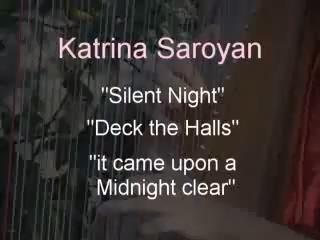 Katrina Saroyan
"Silent Night"
"Deck the Halls"
"it came upon a
Midnight clear"